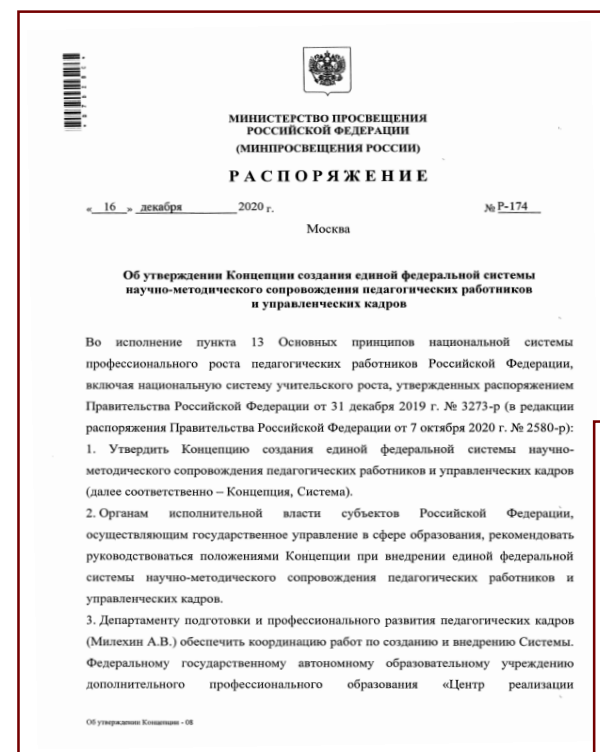 МИНИСТЕРСТВО ПРОСВЕЩЕНИЯ
РОССИЙСКОЙ ФЕДЕРАЦИИ
(МИНПРОСВЕЩЕНИЯ РОССИИ)
РАСПОРЯЖЕНИЕ
« 16 » декабря 2020 г. № Р-174
Москва
Об утверждении Концепции создания единой федеральной системы
научно-методического сопровождения педагогических работников
и управленческих кадров
Во исполнение пункта 13 Основных принципов национальной системы
профессионального роста педагогических работников Российской Федерации,
включая национальную систему учительского роста, утвержденных распоряжением
Правительства Российской Федерации от 31 декабря 2019 г. № 3273-р (в редакции
распоряжения Правительства Российской Федерации от 7 октября 2020 г. № 2580-р):
1. Утвердить Концепцию создания единой федеральной системы научно-
методического сопровождения педагогических работников и управленческих кадров
(далее соответственно – Концепция, Система).
2. Органам исполнительной власти субъектов Российской Федерации,
осуществляющим государственное управление в сфере образования, рекомендовать
руководствоваться положениями Концепции при внедрении единой федеральной
системы научно-методического сопровождения педагогических работников и
управленческих кадров.
3. Департаменту подготовки и профессионального развития педагогических кадров
(Милехин А.В.) обеспечить координацию работ по созданию и внедрению Системы.
Федеральному государственному автономному образовательному учреждению
дополнительного профессионального образования «Центр реализации
Об утверждении Концепции - 08